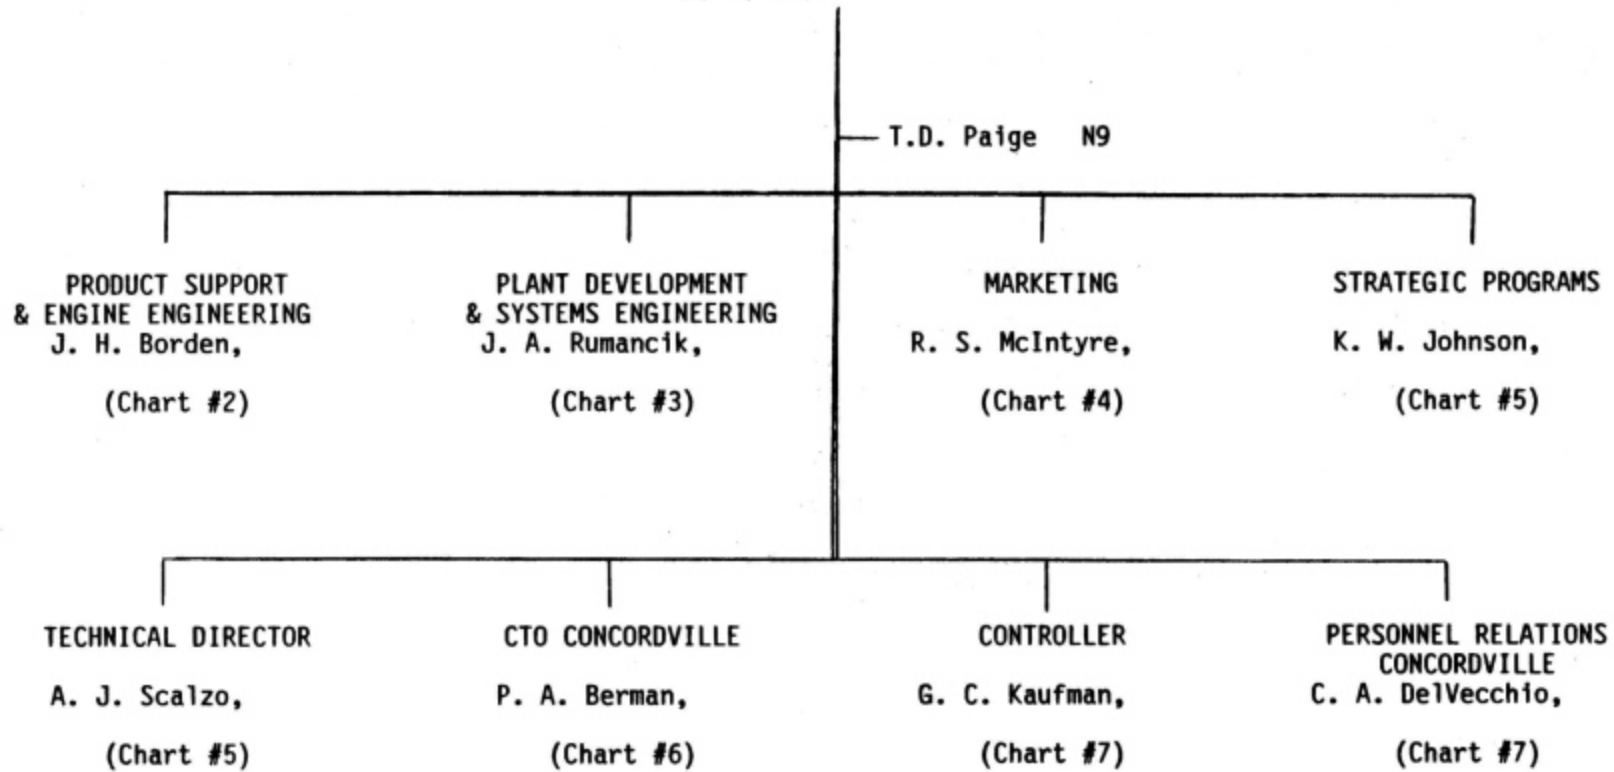 T.D. Paige N9
PRODUCT SUPPORT
& ENGINE ENGINEERING
J. H. Borden,
(Chart #2)
PLANT DEVELOPMENT
& SYSTEMS ENGINEERING
J. A. Rumancik,
(Chart #3)
MARKETING
R. S. McIntyre,
(Chart #4)
STRATEGIC PROGRAMS
K. W. Johnson,
(Chart #5)
TECHNICAL DIRECTOR
A. J. Scalzo,
(Chart #5)
CTO CONCORDVILLE
P. A. Berman,
(Chart #6)
CONTROLLER
G. C. Kaufman,
(Chart #7)
PERSONNEL RELATIONS
CONCORDVILLE
C. A. DelVecchio,
(Chart #7)